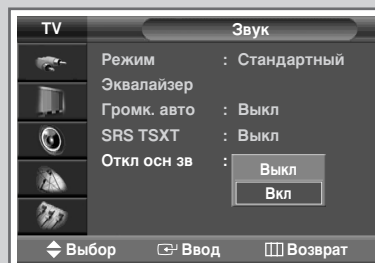 TV Звук
Режим : Стандартный
Эквалайзер
Громк. авто : Выкл
SRS TSXT : Выкл
Откл осн зв : Выкл
Вкл
Выбор Ввод Возврат